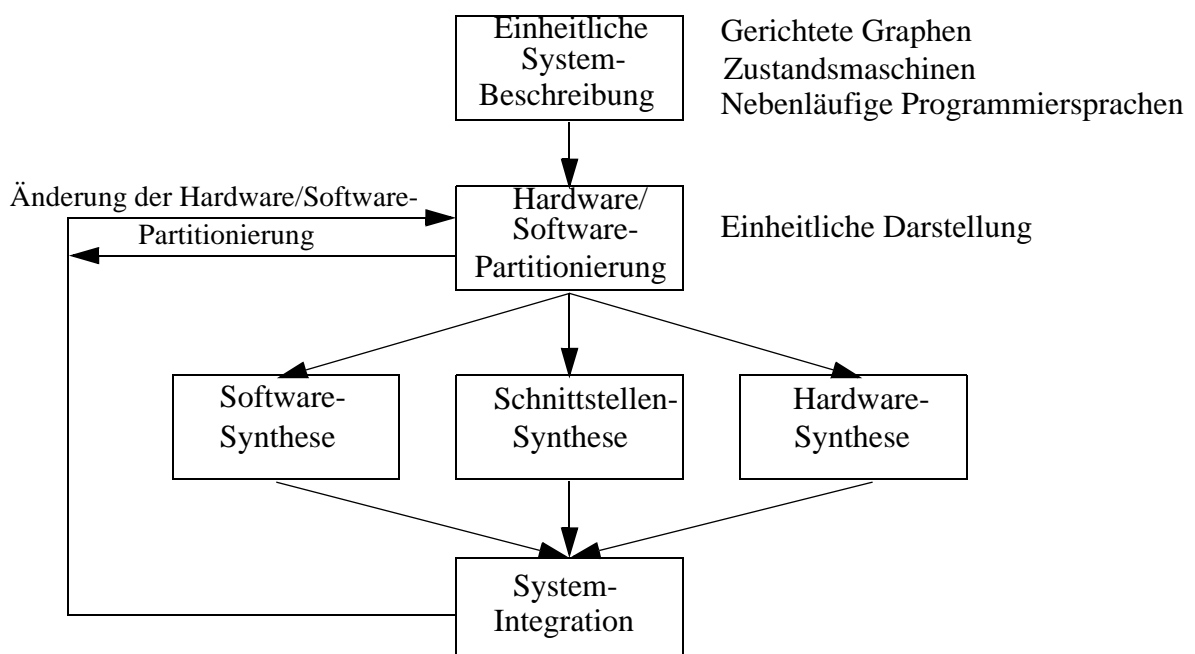 Einheitliche
System-
Beschreibung
Gerichtete Graphen
Zustandsmaschinen
Nebenläufige Programmiersprachen
Änderung der Hardware/Software-
Partitionierung
Hardware/
Software-
Partitionierung
Einheitliche Darstellung
Software-
Synthese
Schnittstellen-
Synthese
Hardware-
Synthese
System-
Integration